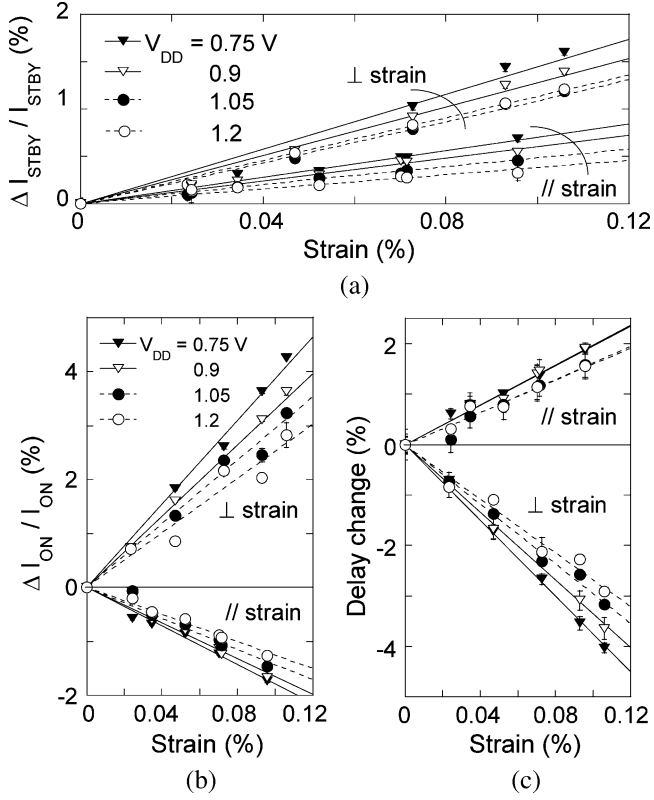 (a)
Δ I_STBY / I_STBY (%)
2
1
0
V_DD = 0.75 V
0.9
1.05
1.2
⊥ strain
// strain
0
0.04
0.08
0.12
Strain (%)
(a)
Δ I_ON / I_ON (%)
4
2
0
-2
V_DD = 0.75 V
0.9
1.05
1.2
⊥ strain
// strain
0
0.04
0.08
0.12
Strain (%)
(b)
Delay change (%)
2
0
-2
-4
// strain
⊥ strain
0
0.04
0.08
0.12
Strain (%)
(c)